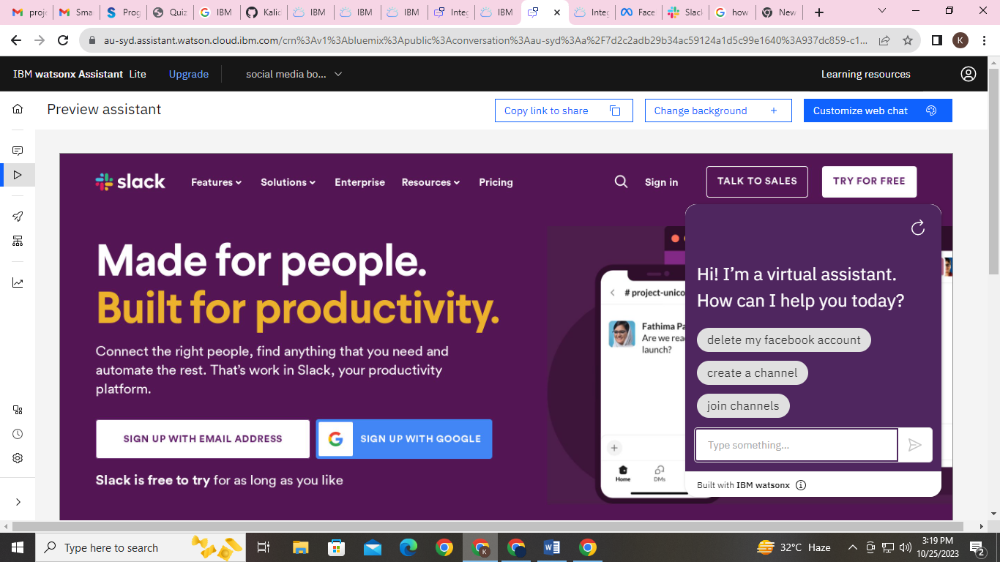 proje
Sma
Prog
Quiz
IBM
Kalid
IBM
IBM
IBM
Integ
IBM
Integ
Face
Slack
how
New
au-syd.assistant.watson.cloud.ibm.com/crn%3Av1%3Abluemix%3Apublic%3Aconversation%3Aau-syd%3Aa%2F7d2c2adb29b34ac59124a1d5c99e1640%3A937dc859-c1...
K
IBM watsonx Assistant Lite
Upgrade
social media bo...
Learning resources
Preview assistant
Copy link to share
Change background +
Customize web chat
slack
Features
Solutions
Enterprise
Resources
Pricing
Sign in
TALK TO SALES
TRY FOR FREE
Made for people.
Built for productivity.
Connect the right people, find anything that you need and
automate the rest. That's work in Slack, your productivity
platform.
SIGN UP WITH EMAIL ADDRESS
G SIGN UP WITH GOOGLE
Slack is free to try for as long as you like
# project-unico
Fathima Pa
Are we rea
launch?
Home
DMs
Hi! I'm a virtual assistant.
How can I help you today?
delete my facebook account
create a channel
join channels
Type something...
Built with IBM watsonx
Type here to search
K
32°C Haze
3:19 PM
10/25/2023
2